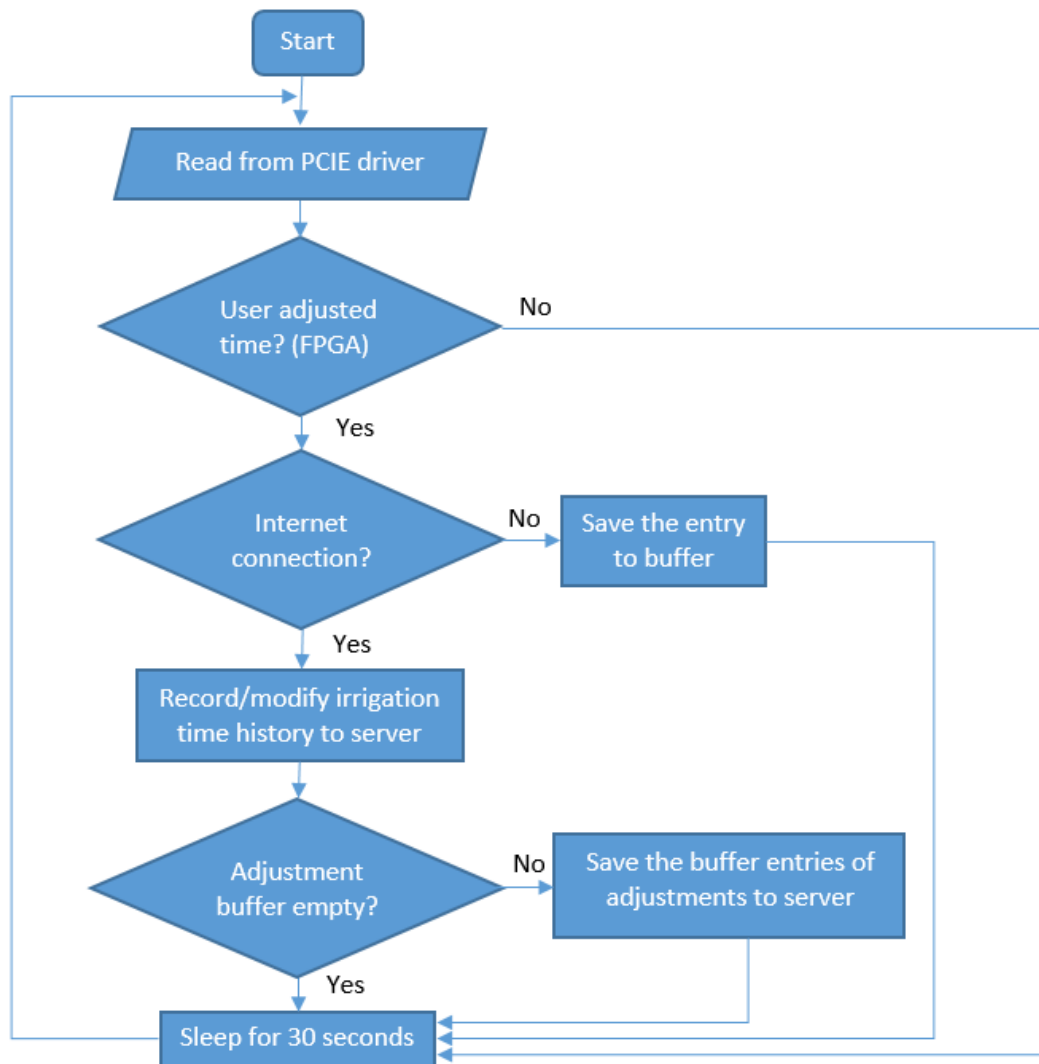 Start
Read from PCIE driver
User adjusted
time? (FPGA)
No
Yes
Internet
connection?
No
Save the entry
to buffer
Yes
Record/modify irrigation
time history to server
Adjustment
buffer empty?
No
Save the buffer entries of
adjustments to server
Yes
Sleep for 30 seconds